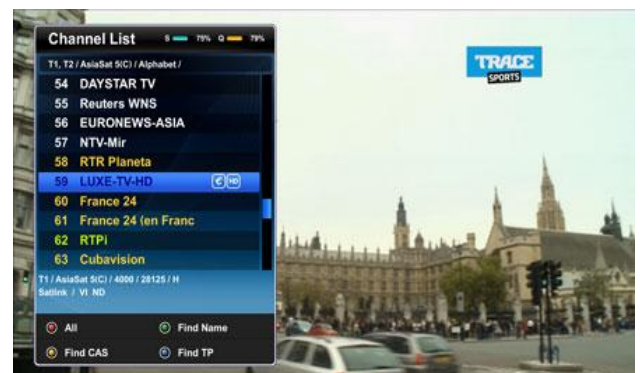 Channel List S 79% Q 79%
T1, T2 / AsiaSat 5(C) / Alphabet /
54 DAYSTAR TV
55 Reuters WNS
56 EURONEWS-ASIA
57 NTV-Mir
58 RTR Planeta
59 LUXE-TV-HD € HD
60 France 24
61 France 24 (en Franc
62 RTPi
63 Cubavision
T1 / AsiaSat 5(C) / 4000 / 28125 / H
Satlink / VI ND
All Find Name
Find CAS Find TP
TRACE
SPORTS